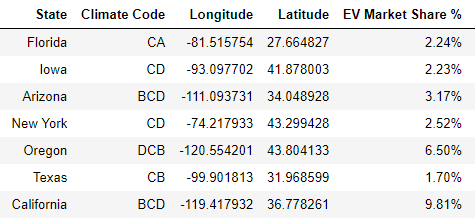 State Climate Code Longitude Latitude EV Market Share %
Florida CA -81.515754 27.664827 2.24%
Iowa CD -93.097702 41.878003 2.23%
Arizona BCD -111.093731 34.048928 3.17%
New York CD -74.217933 43.299428 2.52%
Oregon DCB -120.554201 43.804133 6.50%
Texas CB -99.901813 31.968599 1.70%
California BCD -119.417932 36.778261 9.81%